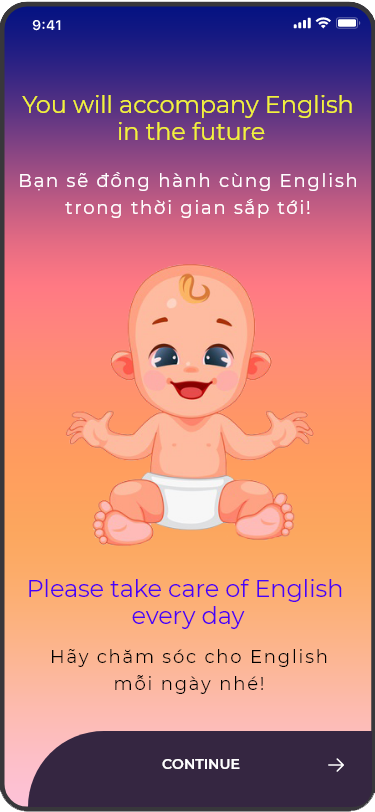 9:41
You will accompany English
in the future
Bạn sẽ đồng hành cùng English
trong thời gian sắp tới!
Please take care of English
every day
Hãy chăm sóc cho English
mỗi ngày nhé!
CONTINUE